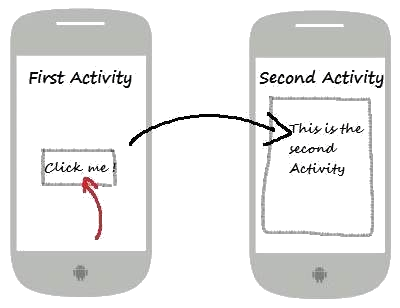 First Activity
Click me !
Second Activity
This is the
second
Activity